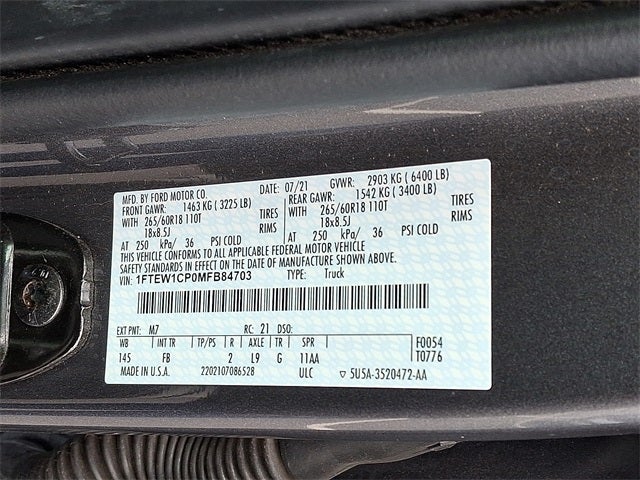 MFD. BY FORD MOTOR CO. DATE: 07/21 GVWR: 2903 KG ( 6400 LB)
FRONT GAWR: 1463 KG ( 3225 LB) REAR GAWR: 1542 KG ( 3400 LB)
WITH 265/60R18 110T TIRES WITH 265/60R18 110T TIRES
18x8.5J RIMS 18x8.5J RIMS
AT 250 kPa/ 36 PSI COLD AT 250 kPa/ 36 PSI COLD
THIS VEHICLE CONFORMS TO ALL APPLICABLE FEDERAL MOTOR VEHICLE
SAFETY STANDARDS IN EFFECT ON THE DATE OF MANUFACTURE SHOWN ABOVE.
VIN: 1FTEW1CP0MFB84703 TYPE: Truck
EXT PNT: M7 RC: 21 DSO:
WB INT TR TP/PS R AXLE TR SPR F0054
145 FB 2 L9 G 11AA T0776
MADE IN U.S.A. 2202107086528 ULC ▽ 5U5A-3520472-AA